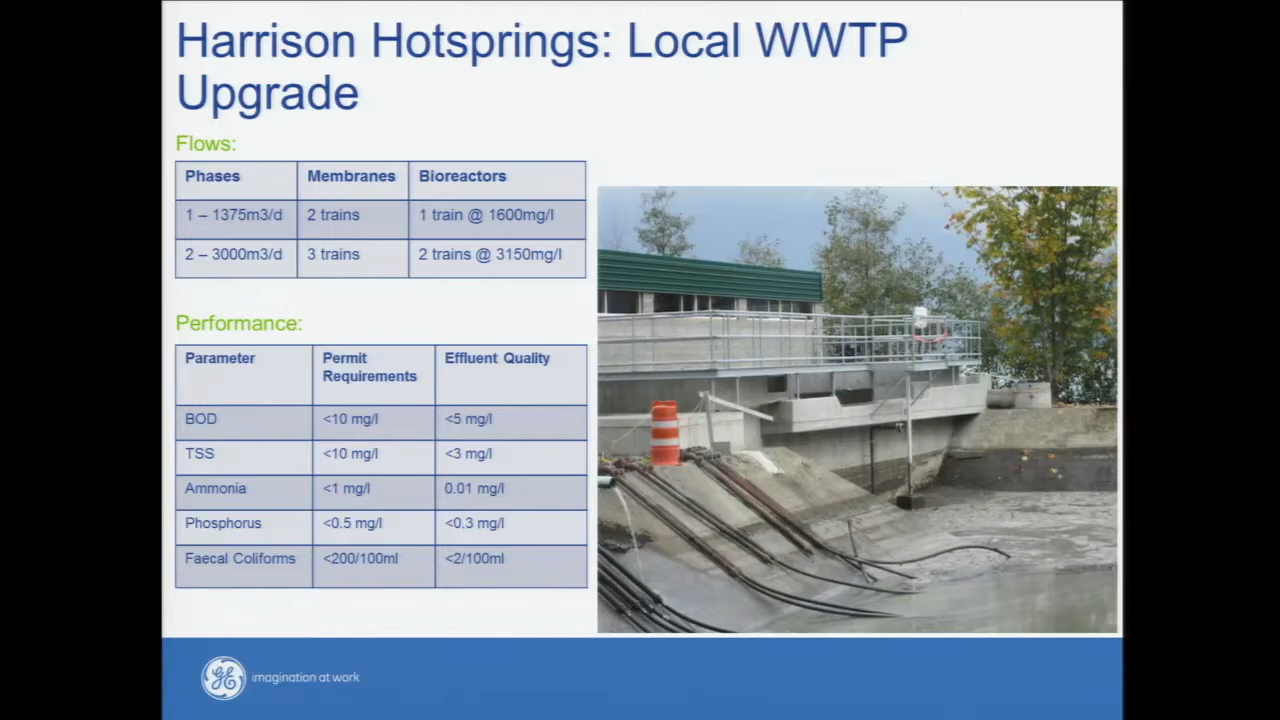 Harrison Hotsprings: Local WWTP
Upgrade
Flows:
Phases Membranes Bioreactors
1 – 1375m3/d 2 trains 1 train @ 1600mg/l
2 – 3000m3/d 3 trains 2 trains @ 3150mg/l
Performance:
Parameter Permit Requirements Effluent Quality
BOD <10 mg/l <5 mg/l
TSS <10 mg/l <3 mg/l
Ammonia <1 mg/l 0.01 mg/l
Phosphorus <0.5 mg/l <0.3 mg/l
Faecal Coliforms <200/100ml <2/100ml
GE imagination at work